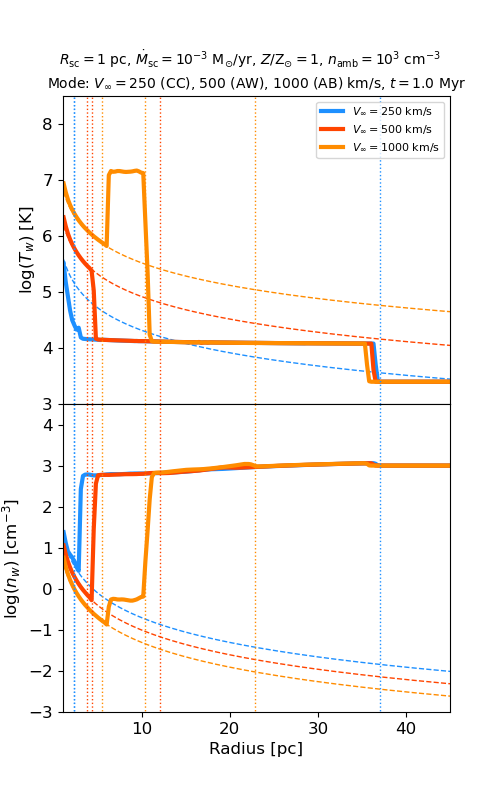 R_sc = 1 pc, Ṁ_sc = 10^−3 M_⊙/yr, Z/Z_⊙ = 1, n_amb = 10^3 cm^−3
Mode: V_∞ = 250 (CC), 500 (AW), 1000 (AB) km/s, t = 1.0 Myr
V_∞ = 250 km/s
V_∞ = 500 km/s
V_∞ = 1000 km/s
log(T_w) [K]
8
7
6
5
4
3
log(n_w) [cm^−3]
4
3
2
1
0
−1
−2
−3
10 20 30 40
Radius [pc]